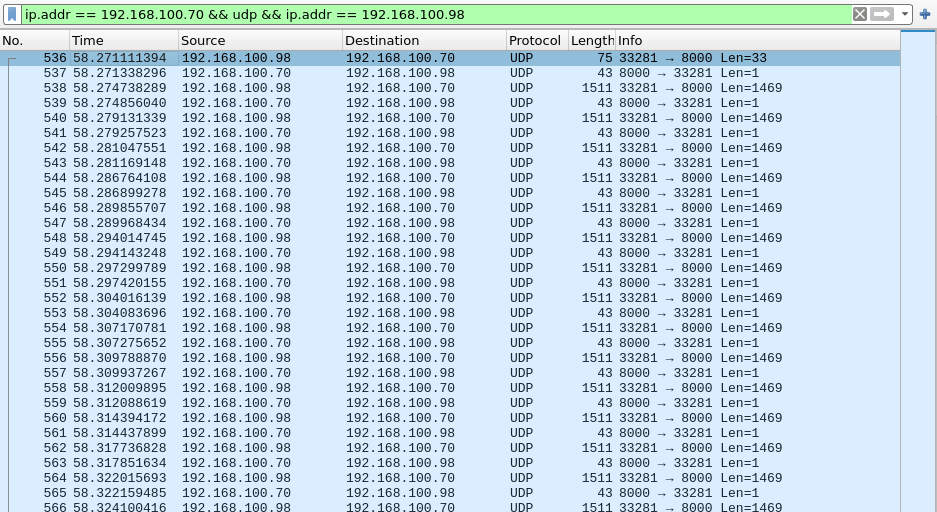 ip.addr == 192.168.100.70 && udp && ip.addr == 192.168.100.98
No. Time Source Destination Protocol Length Info
536 58.271111394 192.168.100.98 192.168.100.70 UDP 75 33281 → 8000 Len=33
537 58.271338296 192.168.100.70 192.168.100.98 UDP 43 8000 → 33281 Len=1
538 58.274738289 192.168.100.98 192.168.100.70 UDP 1511 33281 → 8000 Len=1469
539 58.274856040 192.168.100.70 192.168.100.98 UDP 43 8000 → 33281 Len=1
540 58.279131339 192.168.100.98 192.168.100.70 UDP 1511 33281 → 8000 Len=1469
541 58.279257523 192.168.100.70 192.168.100.98 UDP 43 8000 → 33281 Len=1
542 58.281047551 192.168.100.98 192.168.100.70 UDP 1511 33281 → 8000 Len=1469
543 58.281169148 192.168.100.70 192.168.100.98 UDP 43 8000 → 33281 Len=1
544 58.286764108 192.168.100.98 192.168.100.70 UDP 1511 33281 → 8000 Len=1469
545 58.286899278 192.168.100.70 192.168.100.98 UDP 43 8000 → 33281 Len=1
546 58.289855707 192.168.100.98 192.168.100.70 UDP 1511 33281 → 8000 Len=1469
547 58.289968434 192.168.100.70 192.168.100.98 UDP 43 8000 → 33281 Len=1
548 58.294014745 192.168.100.98 192.168.100.70 UDP 1511 33281 → 8000 Len=1469
549 58.294143248 192.168.100.70 192.168.100.98 UDP 43 8000 → 33281 Len=1
550 58.297299789 192.168.100.98 192.168.100.70 UDP 1511 33281 → 8000 Len=1469
551 58.297420155 192.168.100.70 192.168.100.98 UDP 43 8000 → 33281 Len=1
552 58.304016139 192.168.100.98 192.168.100.70 UDP 1511 33281 → 8000 Len=1469
553 58.304083696 192.168.100.70 192.168.100.98 UDP 43 8000 → 33281 Len=1
554 58.307170781 192.168.100.98 192.168.100.70 UDP 1511 33281 → 8000 Len=1469
555 58.307275652 192.168.100.70 192.168.100.98 UDP 43 8000 → 33281 Len=1
556 58.309788870 192.168.100.98 192.168.100.70 UDP 1511 33281 → 8000 Len=1469
557 58.309937267 192.168.100.70 192.168.100.98 UDP 43 8000 → 33281 Len=1
558 58.312009895 192.168.100.98 192.168.100.70 UDP 1511 33281 → 8000 Len=1469
559 58.312088619 192.168.100.70 192.168.100.98 UDP 43 8000 → 33281 Len=1
560 58.314394172 192.168.100.98 192.168.100.70 UDP 1511 33281 → 8000 Len=1469
561 58.314437899 192.168.100.70 192.168.100.98 UDP 43 8000 → 33281 Len=1
562 58.317736828 192.168.100.98 192.168.100.70 UDP 1511 33281 → 8000 Len=1469
563 58.317851634 192.168.100.70 192.168.100.98 UDP 43 8000 → 33281 Len=1
564 58.322015693 192.168.100.98 192.168.100.70 UDP 1511 33281 → 8000 Len=1469
565 58.322159485 192.168.100.70 192.168.100.98 UDP 43 8000 → 33281 Len=1
566 58.324100416 192.168.100.98 192.168.100.70 UDP 1511 33281 → 8000 Len=1469